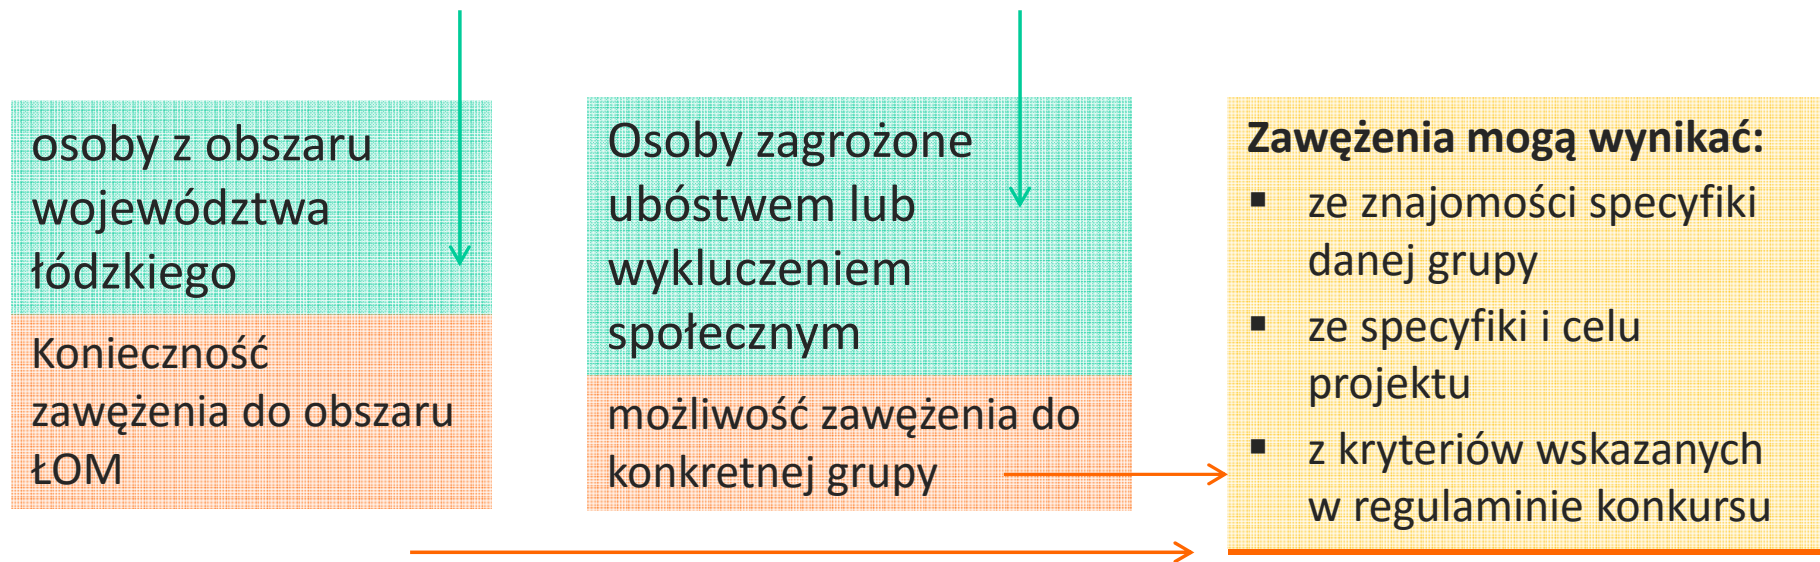 osoby z obszaru
województwa
łódzkiego
Konieczność
zawężenia do obszaru
ŁOM
Osoby zagrożone
ubóstwem lub
wykluczeniem
społecznym
możliwość zawężenia do
konkretnej grupy
Zawężenia mogą wynikać:
▪ ze znajomości specyfiki
danej grupy
▪ ze specyfiki i celu
projektu
▪ z kryteriów wskazanych
w regulaminie konkursu